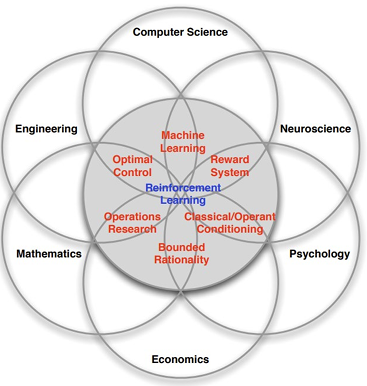 Computer Science
Engineering
Neuroscience
Machine
Learning
Optimal
Control
Reward
System
Reinforcement
Learning
Operations
Research
Classical/Operant
Conditioning
Bounded
Rationality
Mathematics
Psychology
Economics